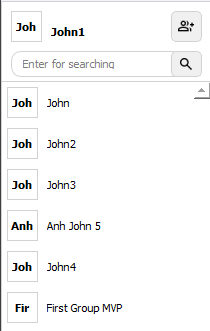 Joh John1
Enter for searching
Joh John
Joh John2
Joh John3
Anh Anh John 5
Joh John4
Fir First Group MVP